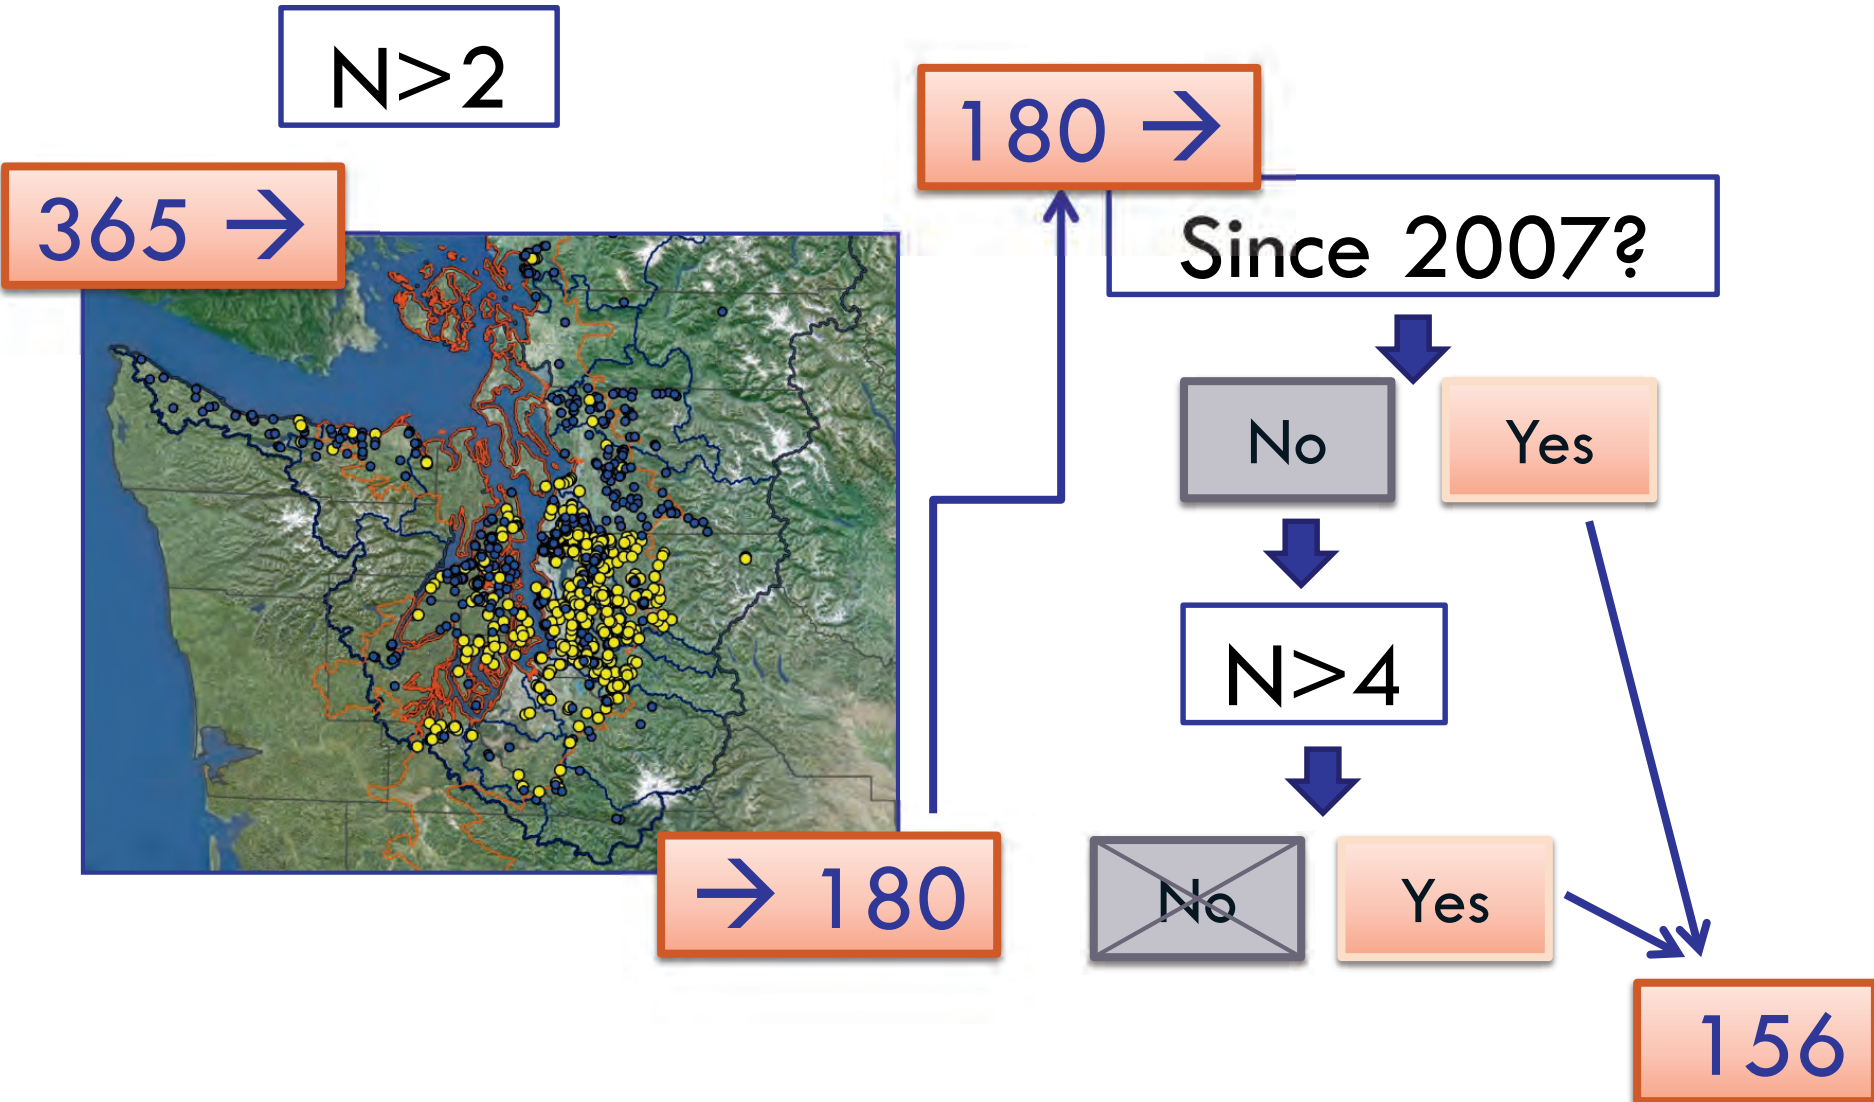 N>2
365 →
→ 180
180 →
Since 2007?
No
Yes
N>4
No
Yes
156